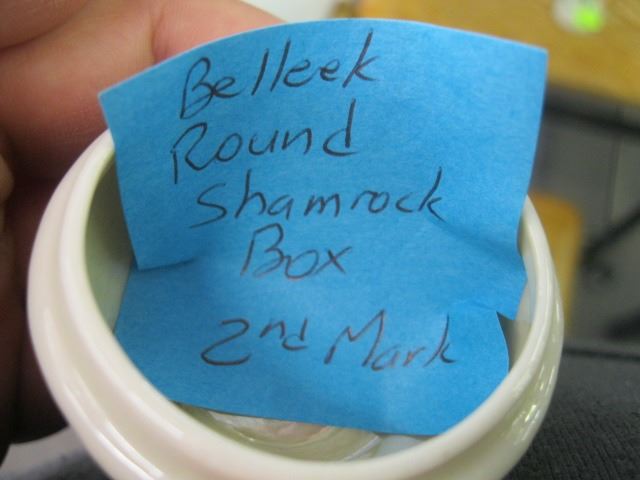 Belleek
Round
Shamrock
Box
2nd Mark